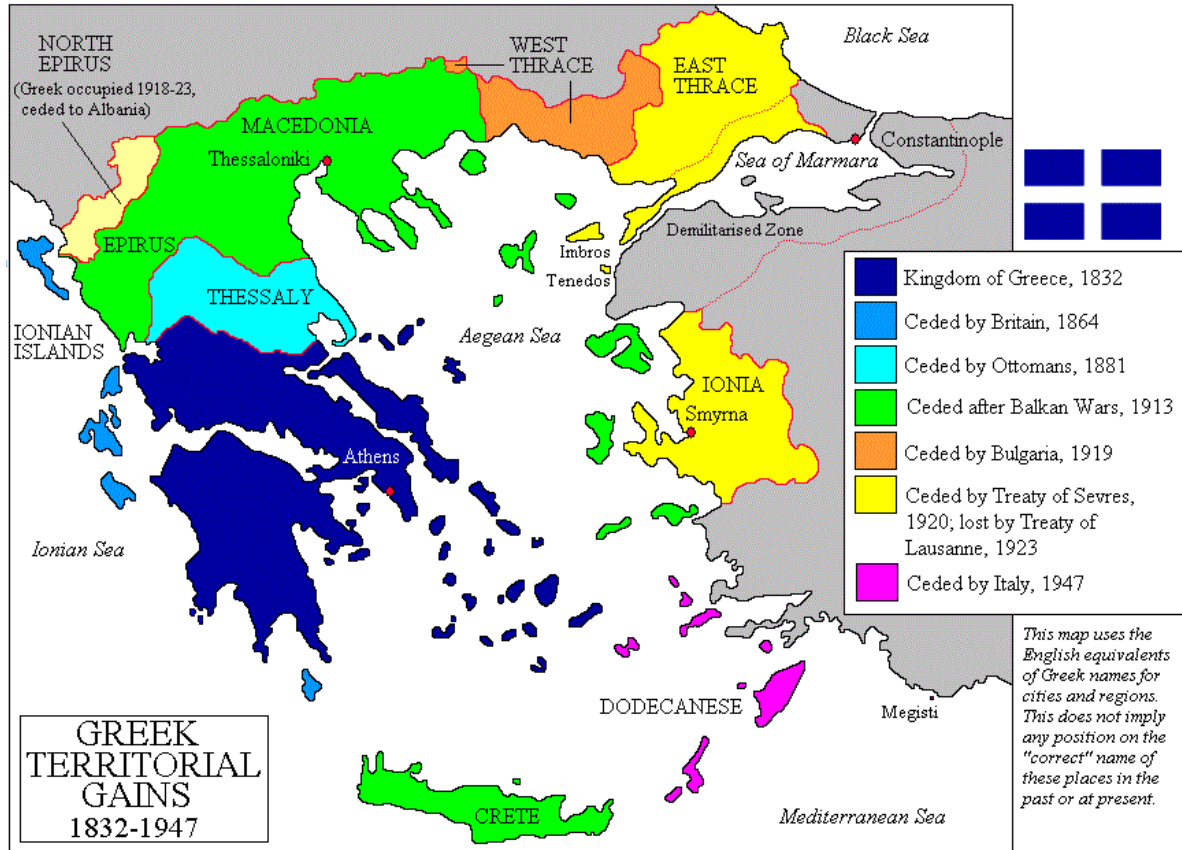 NORTH
EPIRUS
(Greek occupied 1918-23,
ceded to Albania)
WEST
THRACE
EAST
THRACE
Black Sea
MACEDONIA
Thessaloniki
Constantinople
Sea of Marmara
EPIRUS
Imbros
Demilitarised Zone
Tenedos
THESSALY
IONIAN
ISLANDS
Aegean Sea
IONIA
Smyrna
Athens
Ionian Sea
DODECANESE
Megisti
CRETE
Mediterranean Sea
Kingdom of Greece, 1832
Ceded by Britain, 1864
Ceded by Ottomans, 1881
Ceded after Balkan Wars, 1913
Ceded by Bulgaria, 1919
Ceded by Treaty of Sevres,
1920; lost by Treaty of
Lausanne, 1923
Ceded by Italy, 1947
This map uses the
English equivalents
of Greek names for
cities and regions.
This does not imply
any position on the
"correct" name of
these places in the
past or at present.
GREEK
TERRITORIAL
GAINS
1832-1947